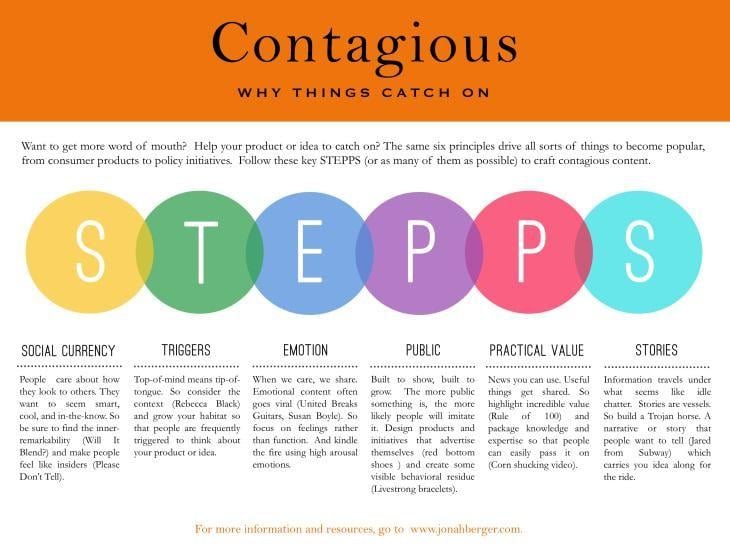 Contagious
WHY THINGS CATCH ON
Want to get more word of mouth? Help your product or idea to catch on? The same six principles drive all sorts of things to become popular,
from consumer products to policy initiatives. Follow these key STEPPS (or as many of them as possible) to craft contagious content.
S T E P P S
SOCIAL CURRENCY
People care about how
they look to others. They
want to seem smart,
cool, and in-the-know. So
be sure to find the inner-
remarkability (Will It
Blend?) and make people
feel like insiders (Please
Don't Tell).
TRIGGERS
Top-of-mind means tip-of-
tongue. So consider the
context (Rebecca Black)
and grow your habitat so
that people are frequently
triggered to think about
your product or idea.
EMOTION
When we care, we share.
Emotional content often
goes viral (United Breaks
Guitars, Susan Boyle). So
focus on feelings rather
than function. And kindle
the fire using high arousal
emotions.
PUBLIC
Built to show, built to
grow. The more public
something is, the more
likely people will imitate
it. Design products and
initiatives that advertise
themselves (red bottom
shoes ) and create some
visible behavioral residue
(Livestrong bracelets).
PRACTICAL VALUE
News you can use. Useful
things get shared. So
highlight incredible value
(Rule of 100) and
package knowledge and
expertise so that people
can easily pass it on
(Corn shucking video).
STORIES
Information travels under
what seems like idle
chatter. Stories are vessels.
So build a Trojan horse. A
narrative or story that
people want to tell (Jared
from Subway) which
carries you idea along for
the ride.
For more information and resources, go to www.jonahberger.com.